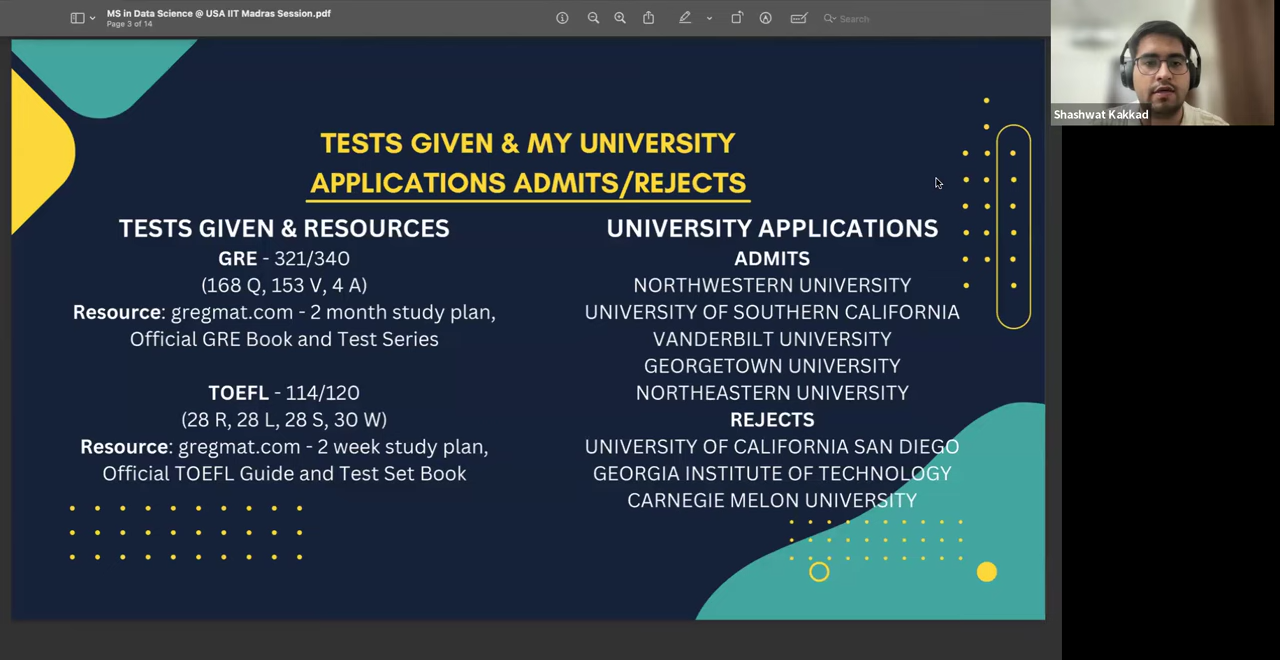 MS in Data Science @ USA IIT Madras Session.pdf
Page 3 of 14
Search
Shashwat Kakkad
TESTS GIVEN & MY UNIVERSITY
APPLICATIONS ADMITS/REJECTS
TESTS GIVEN & RESOURCES
GRE - 321/340
(168 Q, 153 V, 4 A)
Resource: gregmat.com - 2 month study plan,
Official GRE Book and Test Series
TOEFL - 114/120
(28 R, 28 L, 28 S, 30 W)
Resource: gregmat.com - 2 week study plan,
Official TOEFL Guide and Test Set Book
UNIVERSITY APPLICATIONS
ADMITS
NORTHWESTERN UNIVERSITY
UNIVERSITY OF SOUTHERN CALIFORNIA
VANDERBILT UNIVERSITY
GEORGETOWN UNIVERSITY
NORTHEASTERN UNIVERSITY
REJECTS
UNIVERSITY OF CALIFORNIA SAN DIEGO
GEORGIA INSTITUTE OF TECHNOLOGY
CARNEGIE MELON UNIVERSITY